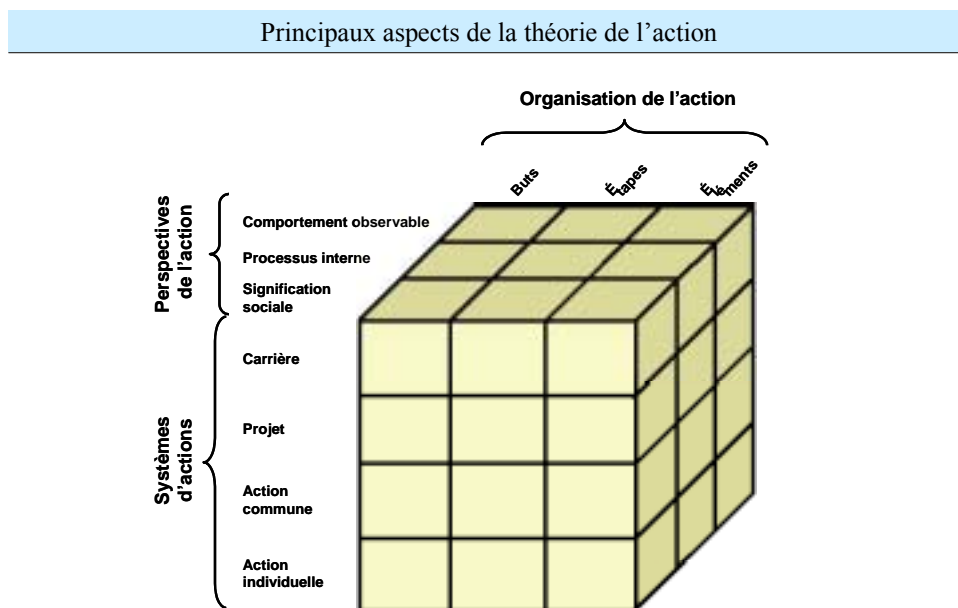 Principaux aspects de la théorie de l’action
Organisation de l’action
Buts
Étapes
Éléments
Perspectives
de l’action
Comportement observable
Processus interne
Signification
sociale
Systèmes
d’actions
Carrière
Projet
Action
commune
Action
individuelle